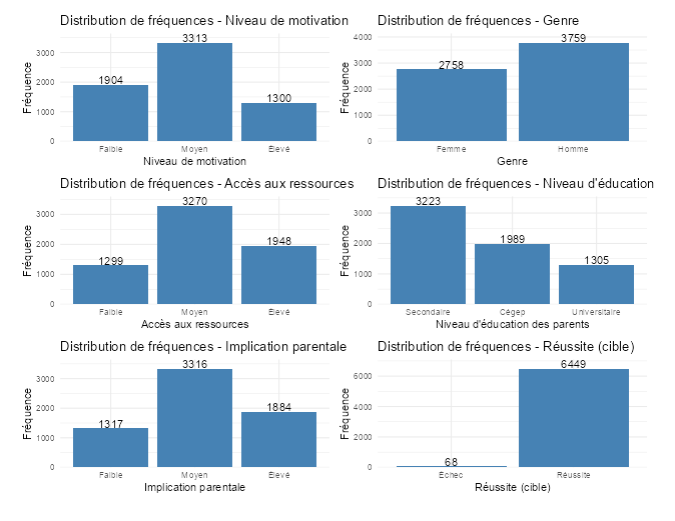 Distribution de fréquences - Niveau de motivation
Fréquence
3000
2000
1000
0
1904
3313
1300
Faible
Moyen
Élevé
Niveau de motivation
Distribution de fréquences - Genre
Fréquence
4000
3000
2000
1000
0
2758
3759
Femme
Homme
Genre
Distribution de fréquences - Accès aux ressources
Fréquence
3000
2000
1000
0
1299
3270
1948
Faible
Moyen
Élevé
Accès aux ressources
Distribution de fréquences - Niveau d'éducation
Fréquence
3000
2000
1000
0
3223
1989
1305
Secondaire
Cégep
Universitaire
Niveau d'éducation des parents
Distribution de fréquences - Implication parentale
Fréquence
3000
2000
1000
0
1317
3316
1884
Faible
Moyen
Élevé
Implication parentale
Distribution de fréquences - Réussite (cible)
Fréquence
6000
4000
2000
0
68
6449
Échec
Réussite
Réussite (cible)